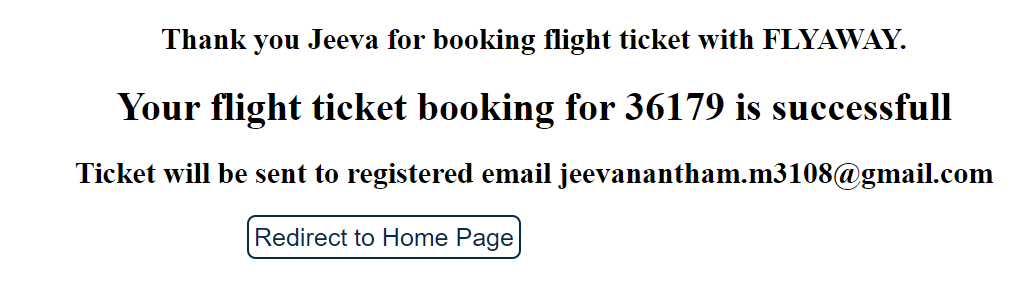 Thank you Jeeva for booking flight ticket with FLYAWAY.
Your flight ticket booking for 36179 is successfull
Ticket will be sent to registered email jeevanantham.m3108@gmail.com
Redirect to Home Page